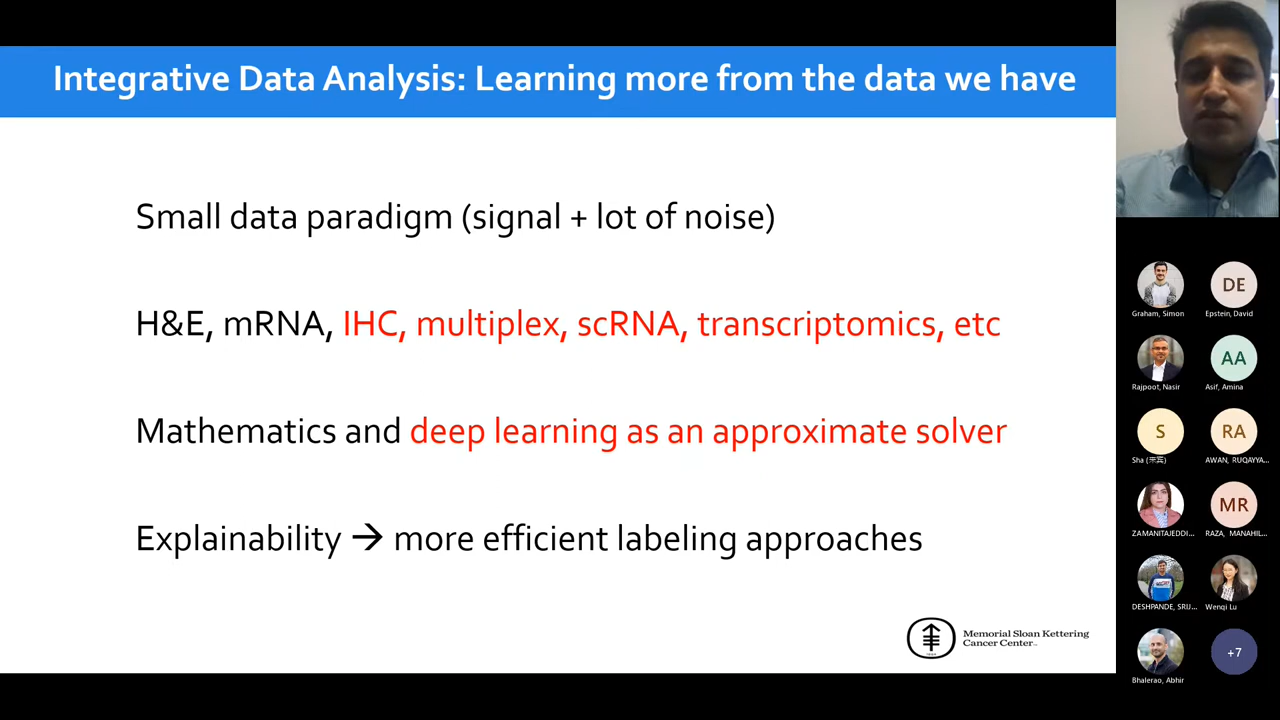 Integrative Data Analysis: Learning more from the data we have
Small data paradigm (signal + lot of noise)
H&E, mRNA, IHC, multiplex, scRNA, transcriptomics, etc
Mathematics and deep learning as an approximate solver
Explainability → more efficient labeling approaches
Memorial Sloan Kettering
Cancer Center
DE
Graham, Simon
Epstein, David
AA
Rajpoot, Nasir
Asif, Amina
S
RA
Sha
AWAN, RUQAYYA...
MR
ZAMANITAJEDDI...
RAZA, MANAHIL...
DESHPANDE, SRIJ...
Wenqi Lu
+7
Bhalerao, Abhir